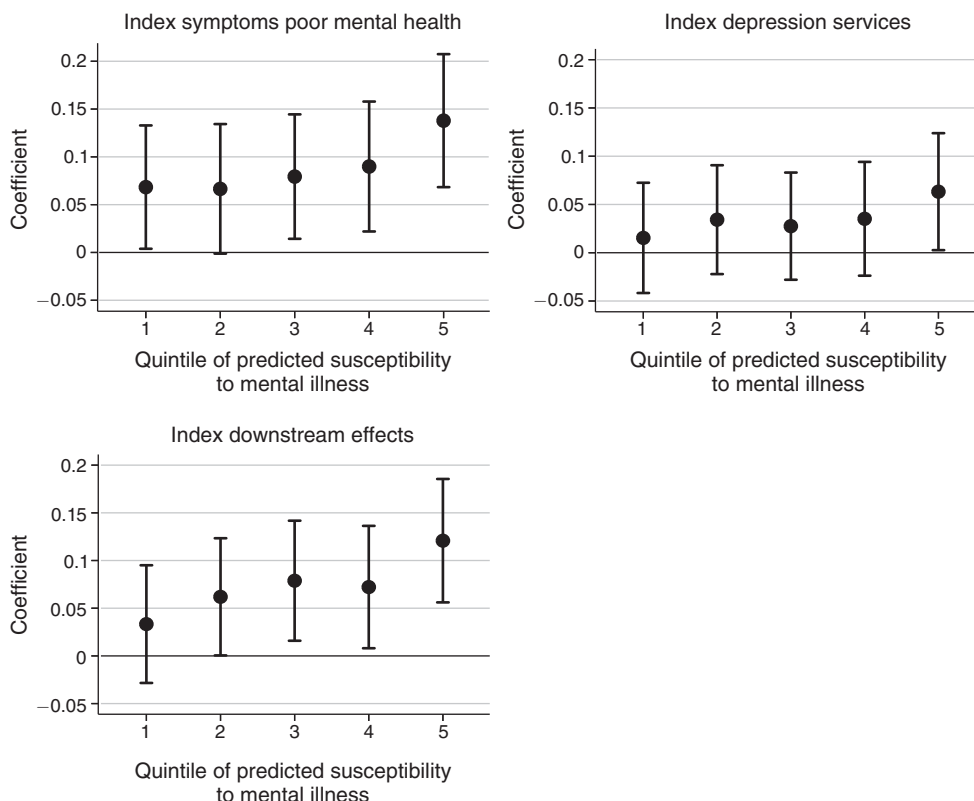 Index symptoms poor mental health
0.2
0.15
0.1
0.05
0
−0.05
Coefficient
1 2 3 4 5
Quintile of predicted susceptibility
to mental illness
Index depression services
0.2
0.15
0.1
0.05
0
−0.05
Coefficient
1 2 3 4 5
Quintile of predicted susceptibility
to mental illness
Index downstream effects
0.2
0.15
0.1
0.05
0
−0.05
Coefficient
1 2 3 4 5
Quintile of predicted susceptibility
to mental illness